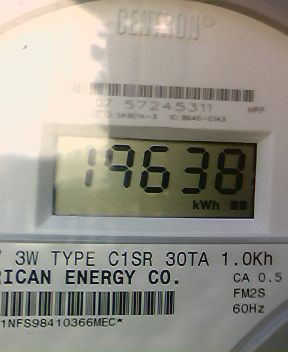 CENTRON®
07 57245311 HPP
19638
kWh
V 3W TYPE C1SR 30TA 1.0Kh
RICAN ENERGY CO. CA 0.5
FM2S
1NFS98410366MEC* 60Hz